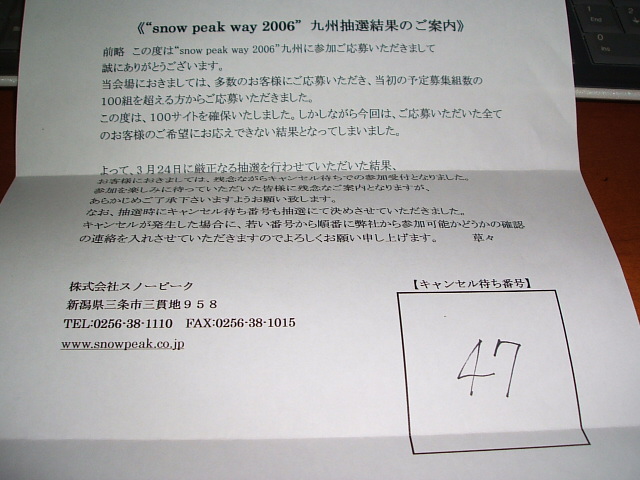 《“snow peak way 2006” 九州抽選結果のご案内》
前略 この度は“snow peak way 2006”九州に参加ご応募いただきまして
誠にありがとうございます。
当会場におきましては、多数のお客様にご応募いただき、当初の予定募集組数の
100組を超える方からご応募いただきました。
この度は、100サイトを確保いたしました。しかしながら今回は、ご応募いただいた全て
のお客様のご希望にお応えできない結果となってしまいました。
よって、3月24日に厳正なる抽選を行わせていただいた結果、
お客様におきましては、残念ながらキャンセル待ちでの参加受付となりました。
参加を楽しみに待っていただいた皆様に残念なご案内となりますが、
あらかじめご了承下さいますようお願い致します。
なお、抽選時にキャンセル待ち番号も抽選にて決めさせていただきました。
キャンセルが発生した場合に、若い番号から順番に弊社から参加可能かどうかの確認
の連絡を入れさせていただきますのでよろしくお願い申し上げます。 草々
株式会社スノーピーク
新潟県三条市三貫地958
TEL:0256-38-1110 FAX:0256-38-1015
www.snowpeak.co.jp
【キャンセル待ち番号】
47